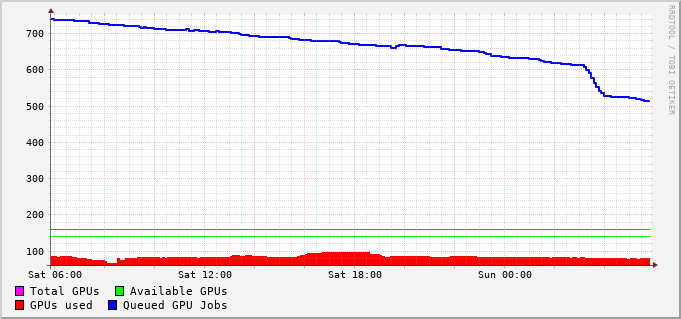 RRDTOOL / TOBI OETIKER
700
600
500
400
300
200
100
Sat 06:00 Sat 12:00 Sat 18:00 Sun 00:00
Total GPUs Available GPUs
GPUs used Queued GPU Jobs